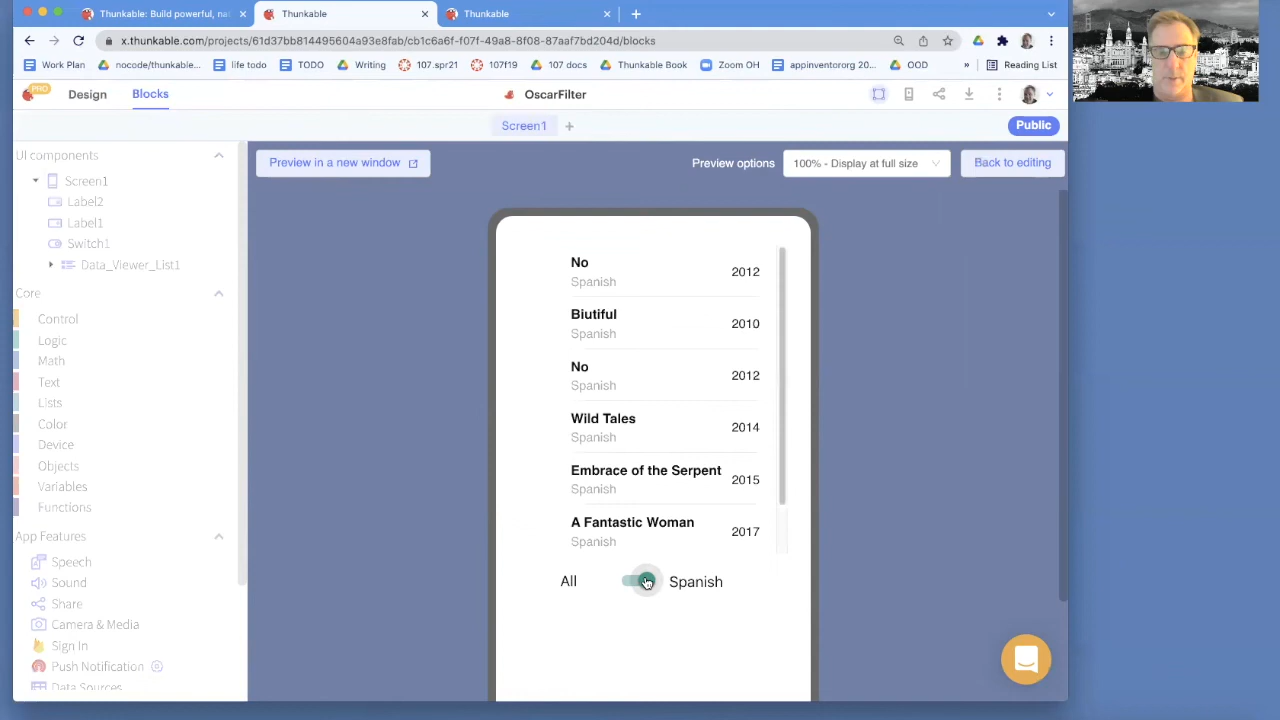 Thunkable: Build powerful, nat
Thunkable
Thunkable
x.thunkable.com/projects/61d37bb814495604a93e8fab/cb1c6a6f-f07f-49a8-
/blocks
Work Plan
nocode/thunkable...
life todo
TODO
Writing
107 spr21
107f19
107 docs
Thunkable Book
Zoom OH
appinventororg 20...
OOD
»
Reading List
PRO
Design
Blocks
OscarFilter
Screen1
Public
UI components
Screen1
Label2
Label1
Switch1
Data_Viewer_List1
Core
Control
Logic
Math
Text
Lists
Color
Device
Objects
Variables
Functions
App Features
Speech
Sound
Share
Camera & Media
Sign In
Push Notification
Data Sources
Preview in a new window
Preview options
100% - Display at full size
Back to editing
No
Spanish
2012
Biutiful
Spanish
2010
No
Spanish
2012
Wild Tales
Spanish
2014
Embrace of the Serpent
Spanish
2015
A Fantastic Woman
Spanish
2017
All
Spanish